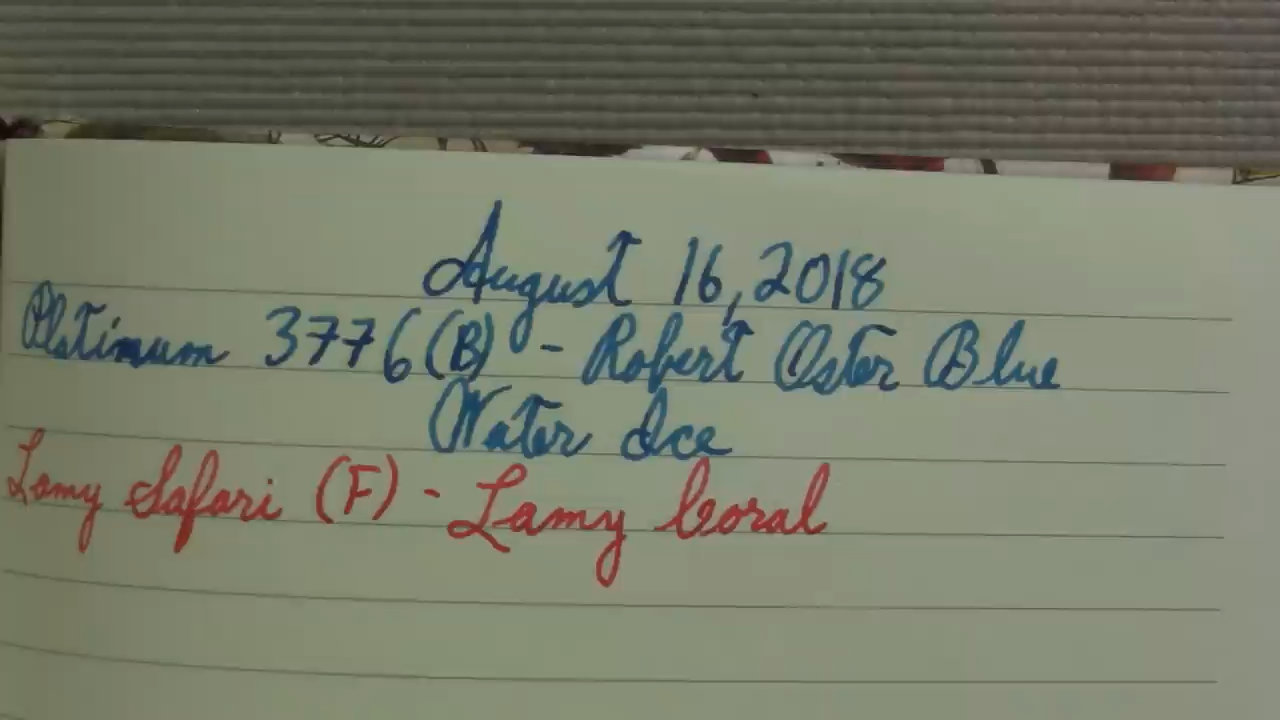 August 16, 2018
Platinum 3776 (B) - Robert Oster Blue
Water Ice
Lamy Safari (F) - Lamy Coral